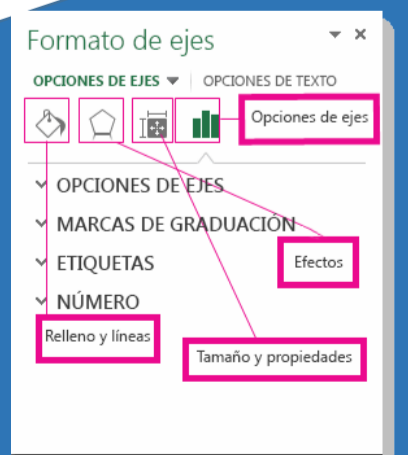 Formato de ejes
OPCIONES DE EJES
OPCIONES DE TEXTO
Opciones de ejes
OPCIONES DE EJES
MARCAS DE GRADUACIÓN
ETIQUETAS
Efectos
NÚMERO
Relleno y líneas
Tamaño y propiedades